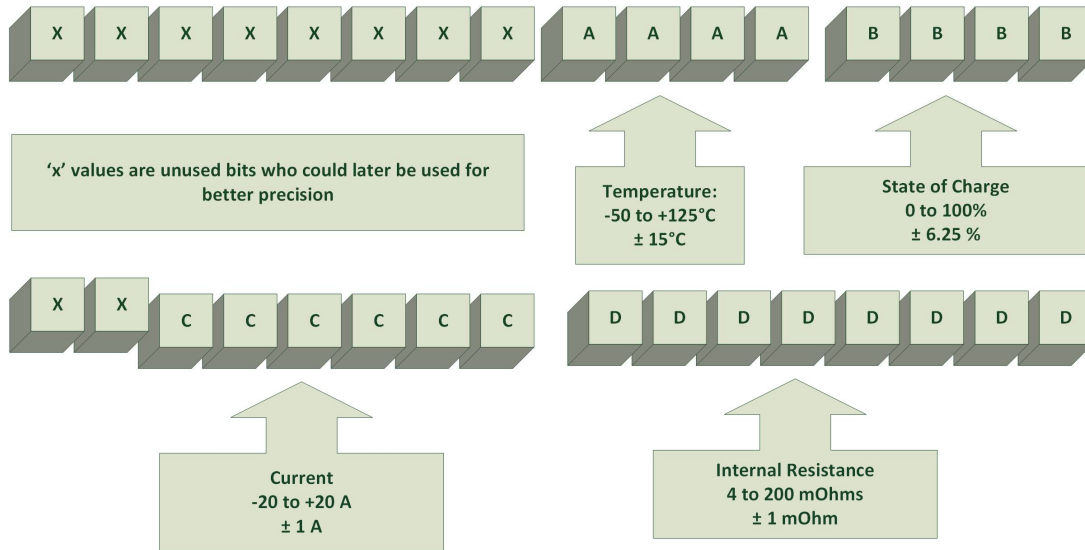 X X X X X X X X A A A A B B B B
‘x’ values are unused bits who could later be used for
better precision
Temperature:
-50 to +125°C
± 15°C
State of Charge
0 to 100%
± 6.25 %
X X C C C C C C D D D D D D D D
Current
-20 to +20 A
± 1 A
Internal Resistance
4 to 200 mOhms
± 1 mOhm